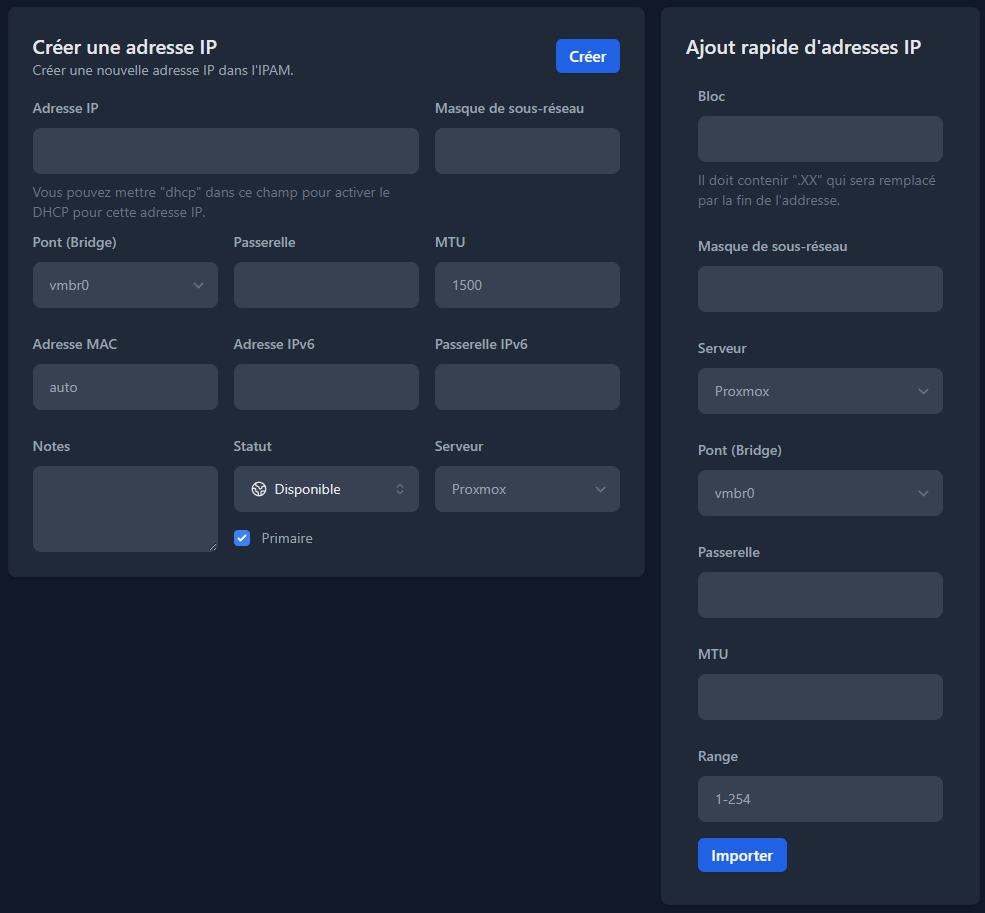 Créer une adresse IP
Créer une nouvelle adresse IP dans l'IPAM.
Créer
Adresse IP
Masque de sous-réseau
Vous pouvez mettre "dhcp" dans ce champ pour activer le
DHCP pour cette adresse IP.
Pont (Bridge)
Passerelle
MTU
vmbr0
1500
Adresse MAC
Adresse IPv6
Passerelle IPv6
auto
Notes
Statut
Serveur
Disponible
Proxmox
Primaire
Ajout rapide d'adresses IP
Bloc
Il doit contenir ".XX" qui sera remplacé
par la fin de l'addresse.
Masque de sous-réseau
Serveur
Proxmox
Pont (Bridge)
vmbr0
Passerelle
MTU
Range
1-254
Importer